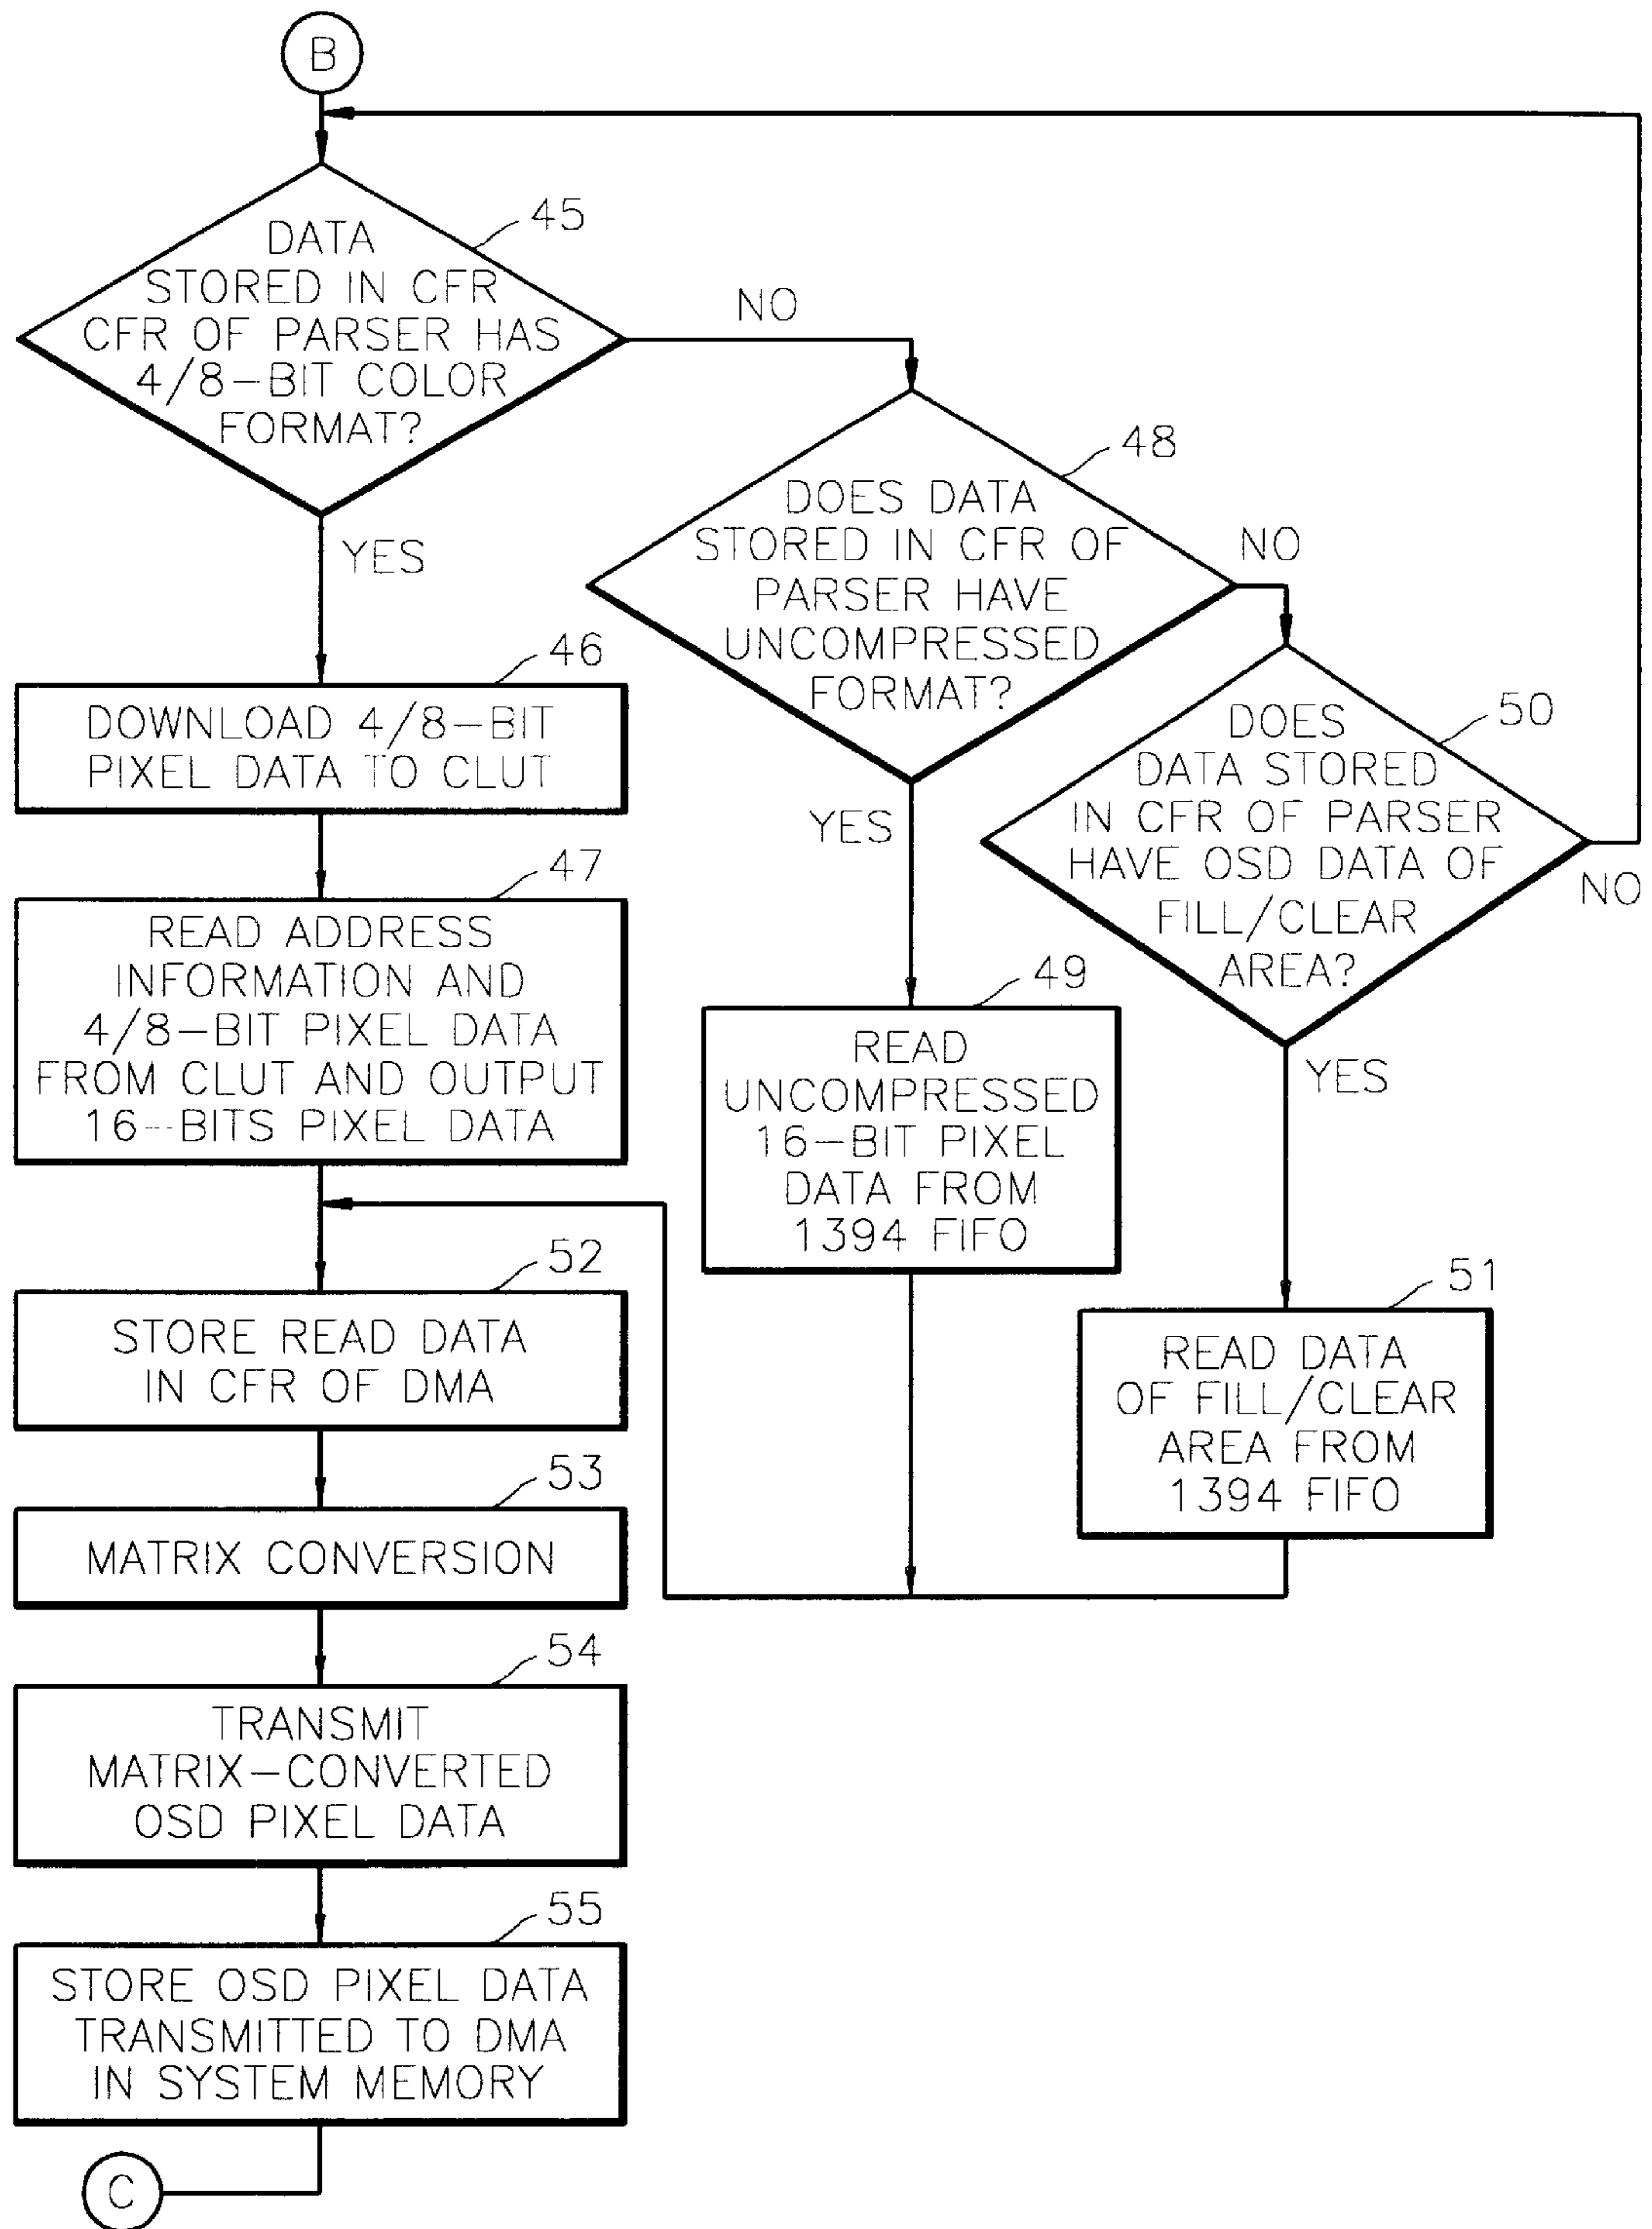 B
45
DATA
STORED IN CFR
CFR OF PARSER HAS
4/8-BIT COLOR
FORMAT?
NO
YES
48
DOES DATA
STORED IN CFR OF
PARSER HAVE
UNCOMPRESSED
FORMAT?
NO
YES
50
DOES
DATA STORED
IN CFR OF PARSER
HAVE OSD DATA OF
FILL/CLEAR
AREA?
NO
YES
46
DOWNLOAD 4/8-BIT
PIXEL DATA TO CLUT
47
READ ADDRESS
INFORMATION AND
4/8-BIT PIXEL DATA
FROM CLUT AND OUTPUT
16-BITS PIXEL DATA
49
READ
UNCOMPRESSED
16-BIT PIXEL
DATA FROM
1394 FIFO
51
READ DATA
OF FILL/CLEAR
AREA FROM
1394 FIFO
52
STORE READ DATA
IN CFR OF DMA
53
MATRIX CONVERSION
54
TRANSMIT
MATRIX-CONVERTED
OSD PIXEL DATA
55
STORE OSD PIXEL DATA
TRANSMITTED TO DMA
IN SYSTEM MEMORY
C